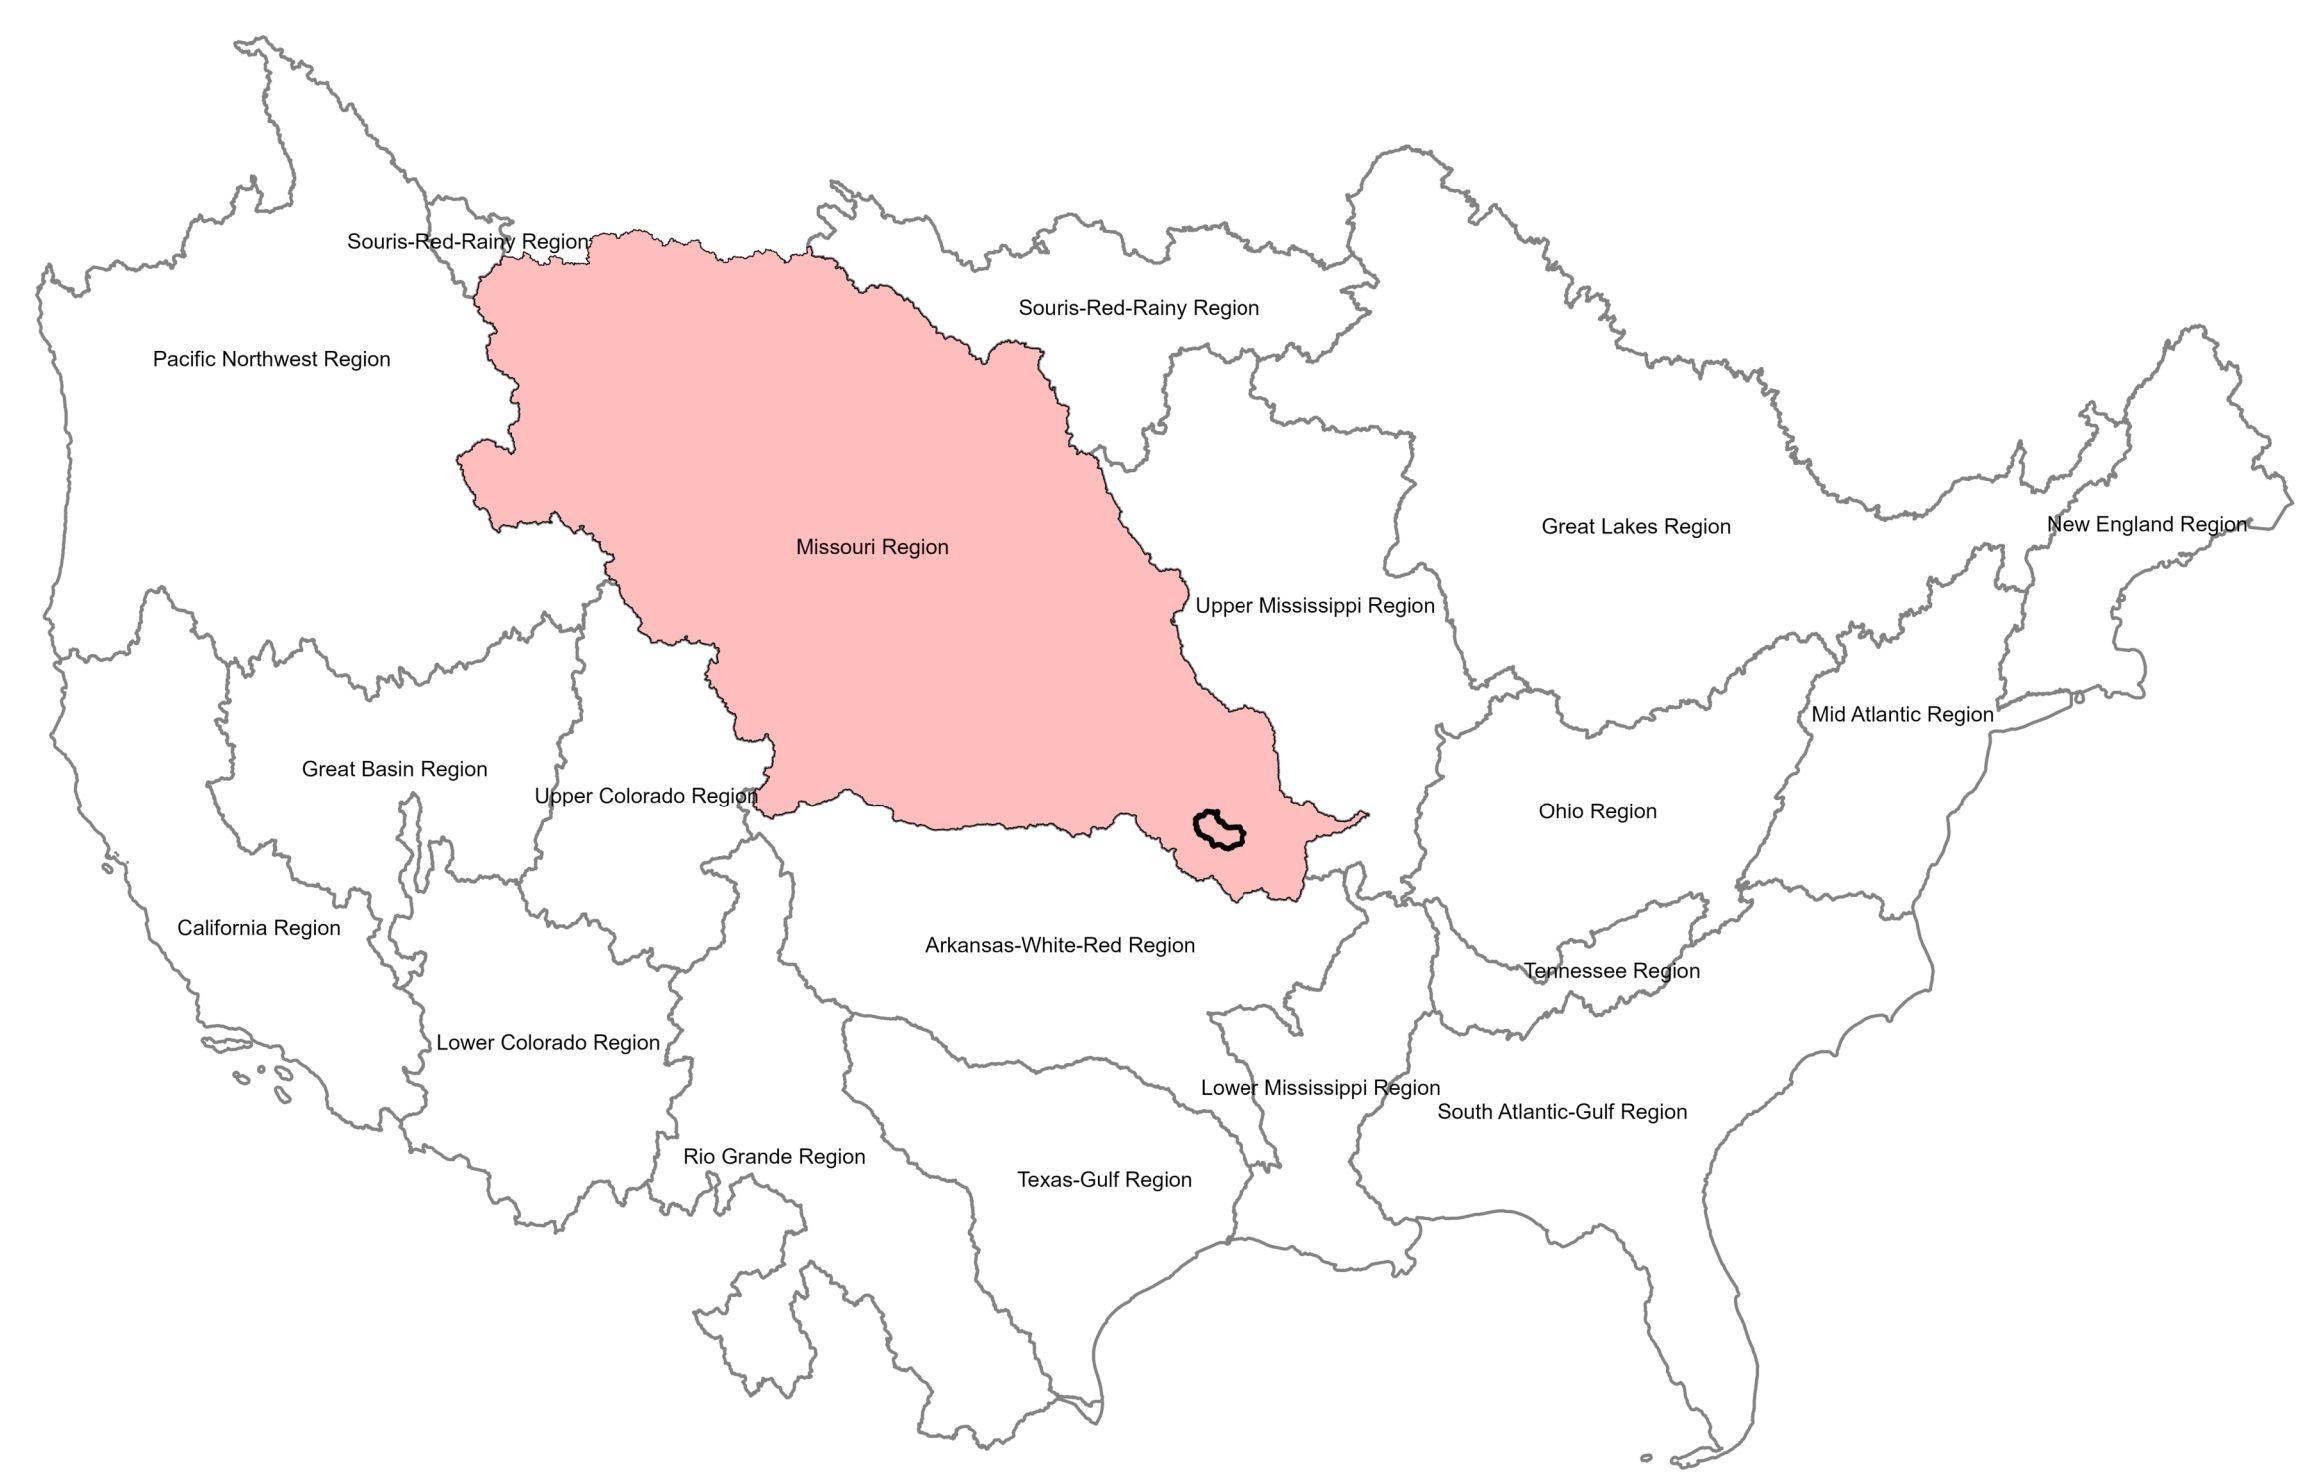 Souris-Red-Rainy Region
Souris-Red-Rainy Region
Pacific Northwest Region
New England Region
Great Lakes Region
Missouri Region
Upper Mississippi Region
Mid Atlantic Region
Great Basin Region
Upper Colorado Region
Ohio Region
California Region
Arkansas-White-Red Region
Tennessee Region
Lower Colorado Region
Lower Mississippi Region
South Atlantic-Gulf Region
Rio Grande Region
Texas-Gulf Region